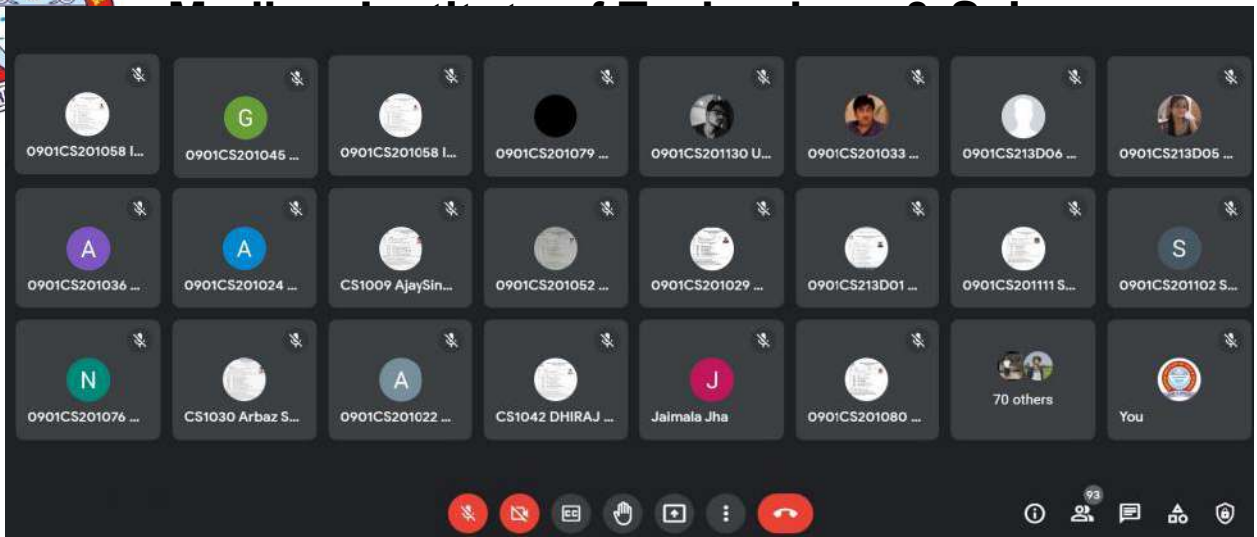 0901CS201058 I... 0901CS201045 ... 0901CS201058 I... 0901CS201079 ... 0901CS201130 U... 0901CS201033 ... 0901CS213D06 ... 0901CS213D05 ...
G
0901CS201036 ... 0901CS201024 ... CS1009 AjaySin... 0901CS201052 ... 0901CS201029 ... 0901CS213D01 ... 0901CS201111 S... 0901CS201102 S...
A A S
0901CS201076 ... CS1030 Arbaz S... 0901CS201022 ... CS1042 DHIRAJ ... Jaimala Jha 0901CS201080 ... 70 others You
N A J
CC 93